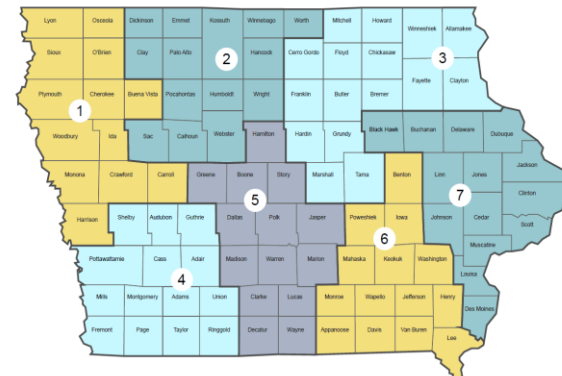 Lyon Osceola Dickinson Emmet Kossuth Winnebago Worth Mitchell Howard Winneshiek Allamakee
Sioux O'Brien Clay Palo Alto 2 Hancock Cerro Gordo Floyd Chickasaw 3
Plymouth Cherokee Buena Vista Pocahontas Humboldt Wright Franklin Butler Bremer Fayette Clayton
1
Woodbury Ida Sac Calhoun Webster Hamilton Hardin Grundy Black Hawk Buchanan Delaware Dubuque
Monona Crawford Carroll Greene Boone Story Marshall Tama Benton Linn Jones Jackson
5 7
Harrison Shelby Audubon Guthrie Dallas Polk Jasper Poweshiek Iowa Johnson Cedar Clinton
Scott
6
Pottawattamie Cass Adair Madison Warren Marion Mahaska Keokuk Washington Muscatine
Louisa
4
Mills Montgomery Adams Union Clarke Lucas Monroe Wapello Jefferson Henry Des Moines
Fremont Page Taylor Ringgold Decatur Wayne Appanoose Davis Van Buren Lee